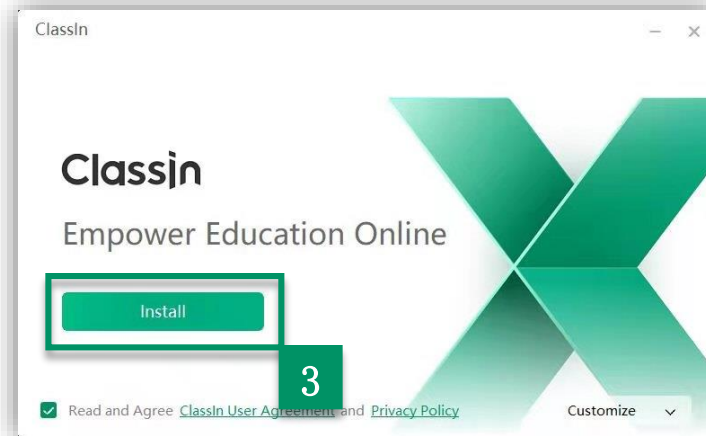 ClassIn
Classin
Empower Education Online
Install
3
Read and Agree ClassIn User Agreement and Privacy Policy
Customize